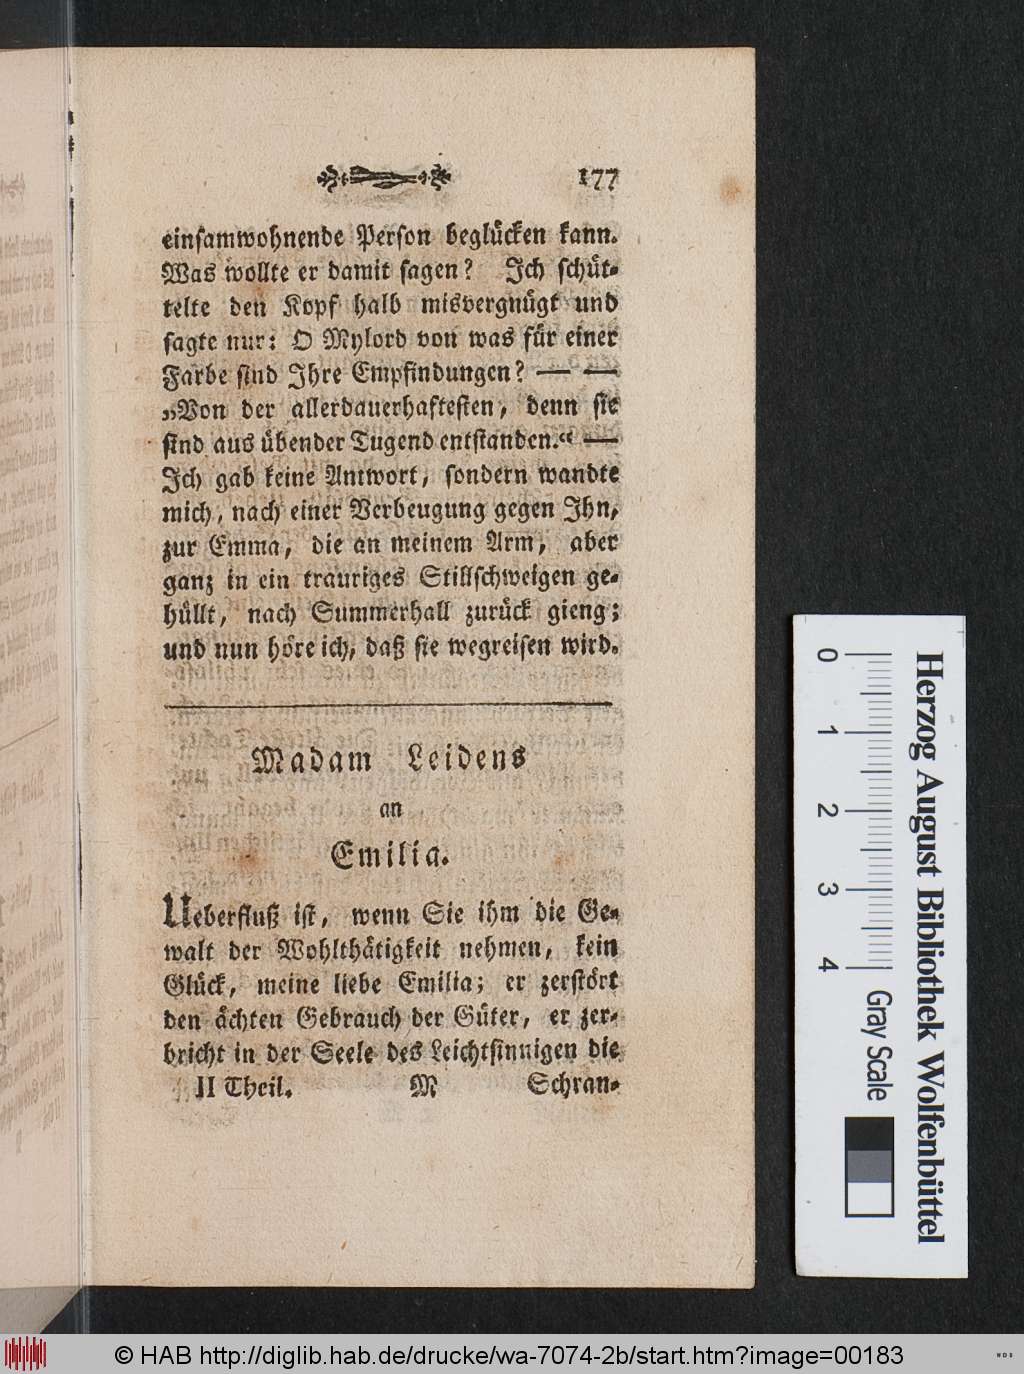 177
einsamwohnende Person beglücken kann.
Was wollte er damit sagen? Ich schüt-
telte den Kopf halb misvergnügt und
sagte nur: O Mylord von was für einer
Farbe sind Ihre Empfindungen? — —
„Von der allerdauerhaftesten, denn sie
sind aus übender Tugend entstanden.“ —
Ich gab keine Antwort, sondern wandte
mich, nach einer Verbeugung gegen Ihn,
zur Emma, die an meinem Arm, aber
ganz in ein trauriges Stillschweigen ge-
hüllt, nach Summerhall zurück gieng;
und nun höre ich, daß sie wegreisen wird.
Madam Leidens
an
Emilia.
Ueberfluß ist, wenn Sie ihm die Ge-
walt der Wohlthätigkeit nehmen, kein
Glück, meine liebe Emilia; er zerstört
den ächten Gebrauch der Güter, er zer-
bricht in der Seele des Leichtsinnigen die
II Theil. M Schran-
Herzog August Bibliothek Wolfenbüttel
0 1 2 3 4 Gray Scale
© HAB http://diglib.hab.de/drucke/wa-7074-2b/start.htm?image=00183
WDB